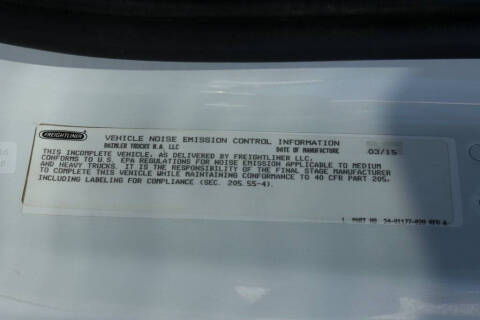 FREIGHTLINER
VEHICLE NOISE EMISSION CONTROL INFORMATION
DAIMLER TRUCKS N.A. LLC DATE OF MANUFACTURE 03/15
THIS INCOMPLETE VEHICLE, AS DELIVERED BY FREIGHTLINER LLC,
CONFORMS TO U.S. EPA REGULATIONS FOR NOISE EMISSION APPLICABLE TO MEDIUM
AND HEAVY TRUCKS. IT IS THE RESPONSIBILITY OF THE FINAL STAGE MANUFACTURER
TO COMPLETE THIS VEHICLE WHILE MAINTAINING CONFORMANCE TO 40 CFR PART 205,
INCLUDING LABELING FOR COMPLIANCE (SEC. 205.55-4).
1 PART NO